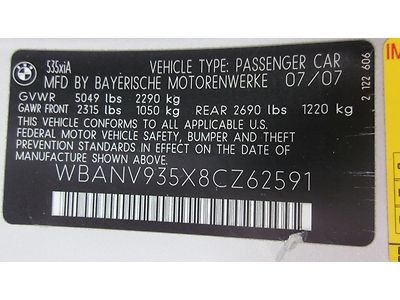 BMW
535xiA
VEHICLE TYPE: PASSENGER CAR
MFD BY BAYERISCHE MOTORENWERKE 07/07
GVWR 5049 lbs 2290 kg
GAWR FRONT 2315 lbs 1050 kg REAR 2690 lbs 1220 kg
THIS VEHICLE CONFORMS TO ALL APPLICABLE
U.S. FEDERAL MOTOR VEHICLE SAFETY, BUMPER AND THEFT
PREVENTION STANDARDS IN EFFECT ON THE DATE OF
MANUFACTURE SHOWN ABOVE.
WBANV935X8CZ62591
2 122 606